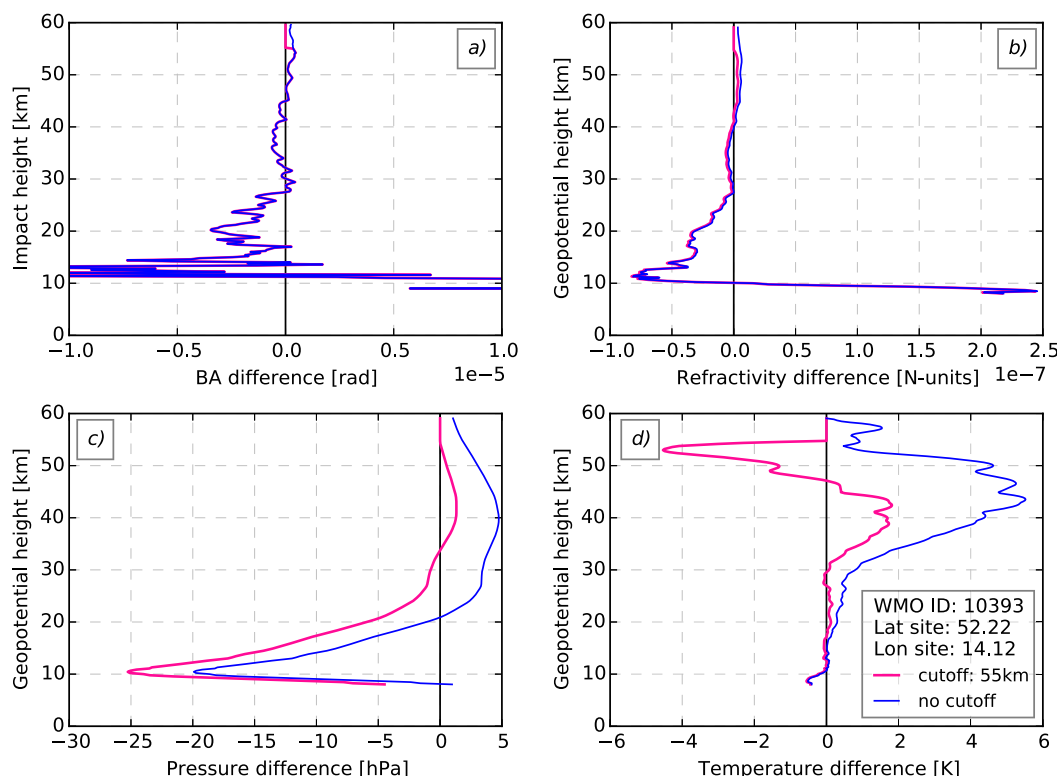 60
50
40
30
20
10
0
Impact height [km]
a)
−1.0 −0.5 0.0 0.5 1.0
1e−5
BA difference [rad]
60
50
40
30
20
10
0
Geopotential height [km]
b)
−1.0 −0.5 0.0 0.5 1.0 1.5 2.0 2.5
1e−7
Refractivity difference [N-units]
60
50
40
30
20
10
0
Geopotential height [km]
c)
−30 −25 −20 −15 −10 −5 0 5
Pressure difference [hPa]
60
50
40
30
20
10
0
Geopotential height [km]
d)
WMO ID: 10393
Lat site: 52.22
Lon site: 14.12
cutoff: 55km
no cutoff
−6 −4 −2 0 2 4 6
Temperature difference [K]